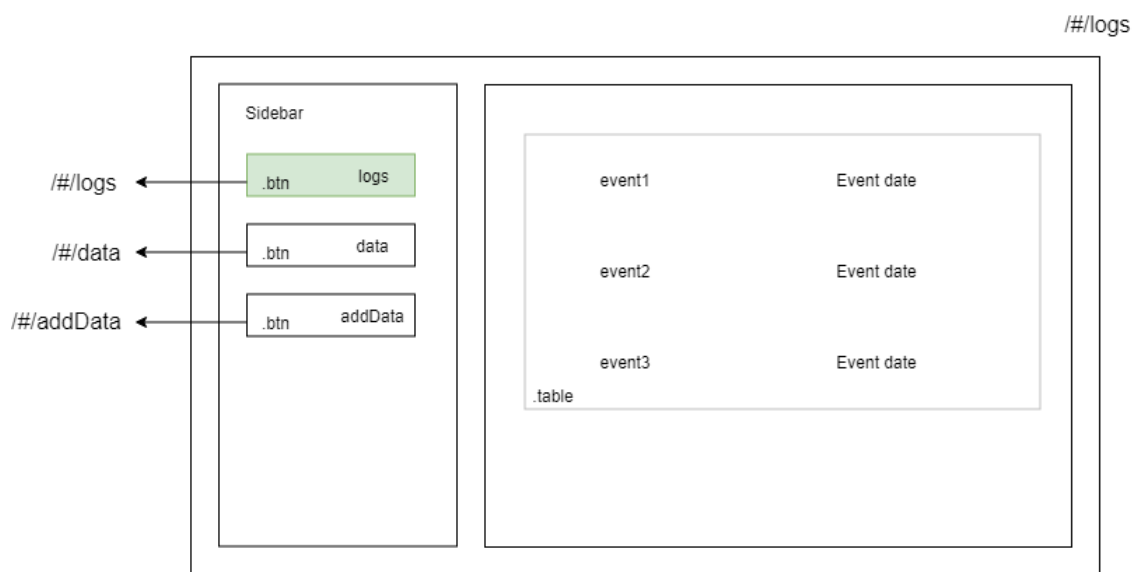 /#/logs
Sidebar
/#/logs
.btn logs
/#/data
.btn data
/#/addData
.btn addData
event1 Event date
event2 Event date
event3 Event date
.table